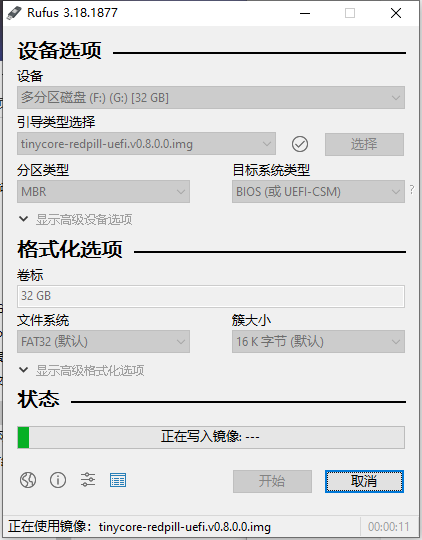 Rufus 3.18.1877
设备选项
设备
多分区磁盘 (F:) (G:) [32 GB]
引导类型选择
tinycore-redpill-uefi.v0.8.0.0.img
选择
分区类型
目标系统类型
MBR
BIOS (或 UEFI-CSM)
?
显示高级设备选项
格式化选项
卷标
32 GB
文件系统
簇大小
FAT32 (默认)
16 K 字节 (默认)
显示高级格式化选项
状态
正在写入镜像: ---
开始
取消
正在使用镜像：tinycore-redpill-uefi.v0.8.0.0.img
00:00:11